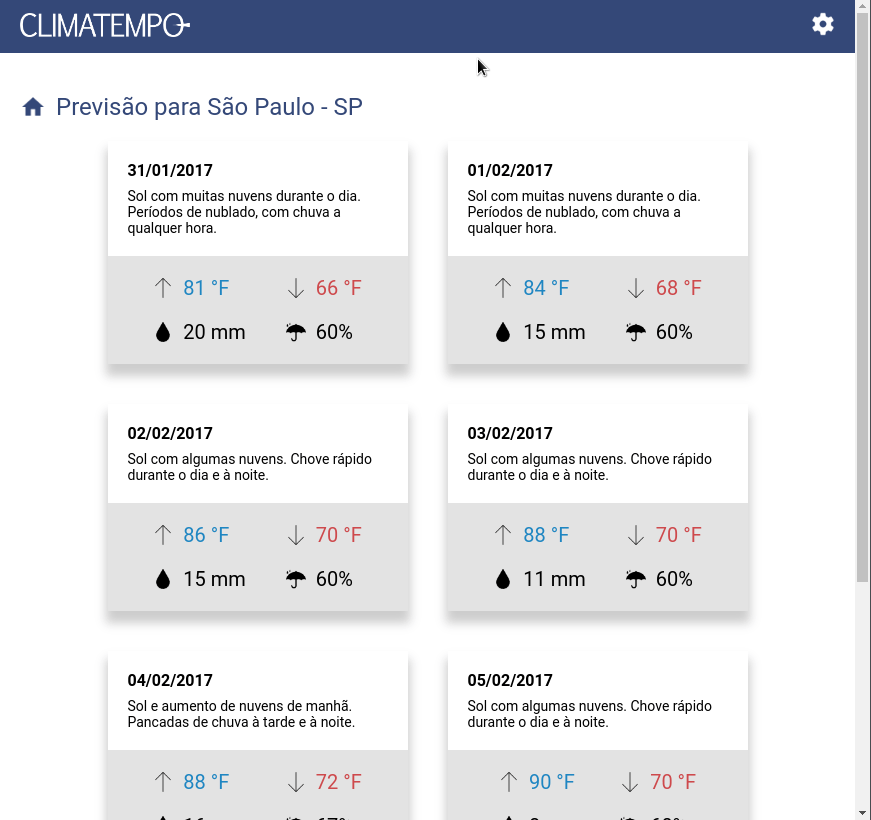 CLIMATEMPO
Previsão para São Paulo - SP
31/01/2017
Sol com muitas nuvens durante o dia.
Períodos de nublado, com chuva a
qualquer hora.
81 °F 66 °F
20 mm 60%
01/02/2017
Sol com muitas nuvens durante o dia.
Períodos de nublado, com chuva a
qualquer hora.
84 °F 68 °F
15 mm 60%
02/02/2017
Sol com algumas nuvens. Chove rápido
durante o dia e à noite.
86 °F 70 °F
15 mm 60%
03/02/2017
Sol com algumas nuvens. Chove rápido
durante o dia e à noite.
88 °F 70 °F
11 mm 60%
04/02/2017
Sol e aumento de nuvens de manhã.
Pancadas de chuva à tarde e à noite.
88 °F 72 °F
05/02/2017
Sol com algumas nuvens. Chove rápido
durante o dia e à noite.
90 °F 70 °F